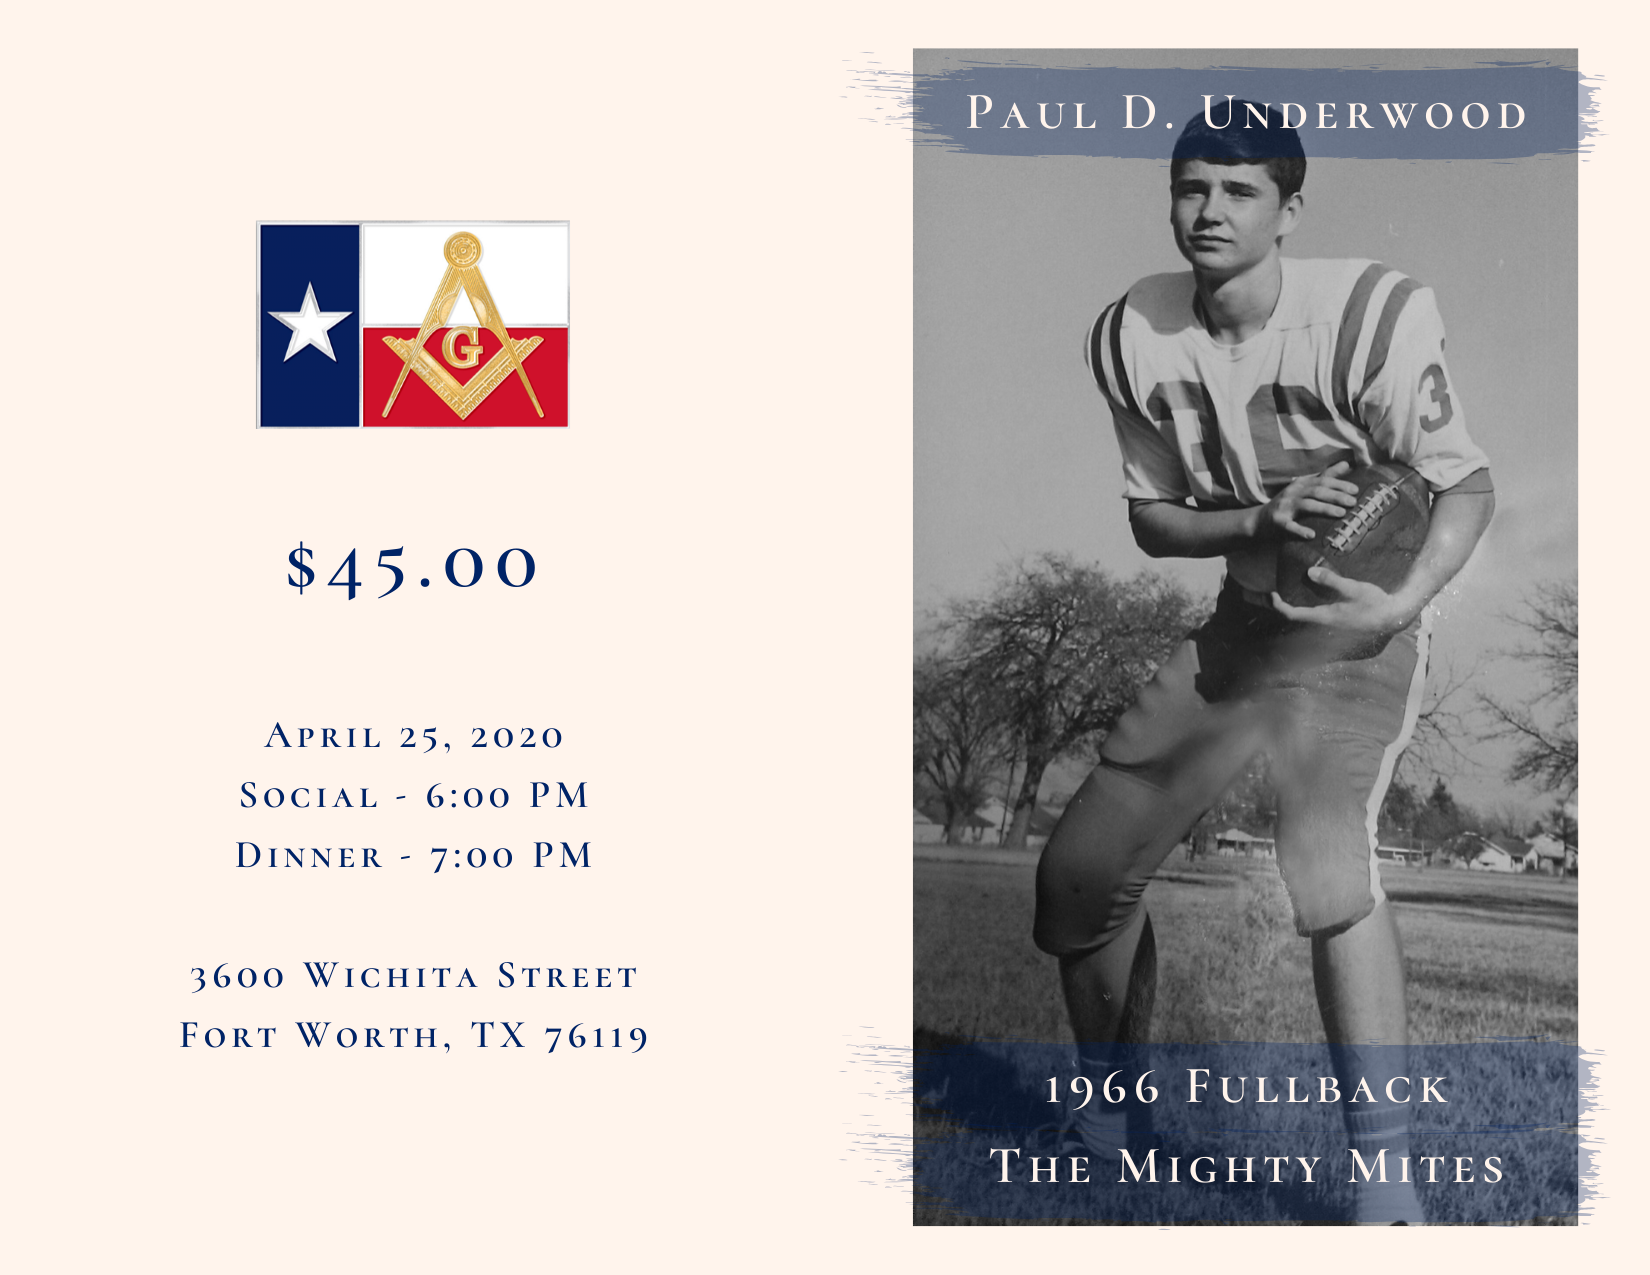 G
$45.00
April 25, 2020
Social - 6:00 PM
Dinner - 7:00 PM
3600 Wichita Street
Fort Worth, TX 76119
Paul D. Underwood
3
1966 Fullback
The Mighty Mites